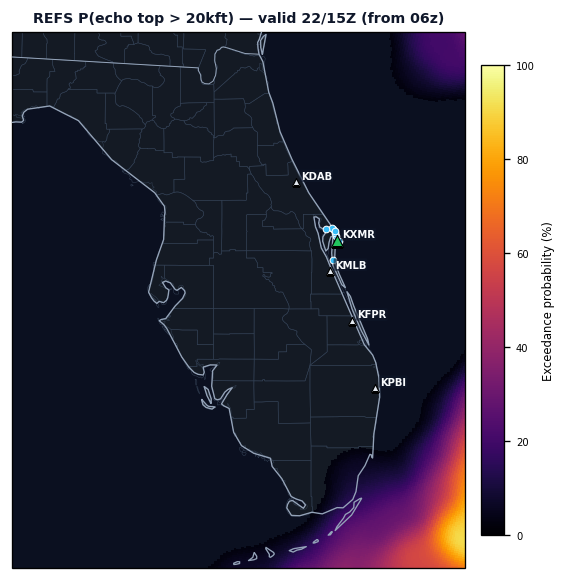 REFS P(echo top > 20kft) — valid 22/15Z (from 06z)
KDAB
KXMR
KMLB
KFPR
KPBI
100
80
60
40
20
0
Exceedance probability (%)